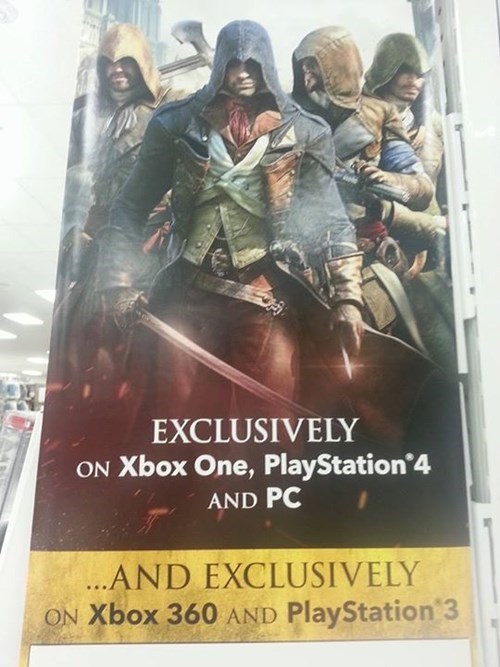 EXCLUSIVELY
ON Xbox One, PlayStation®4
AND PC
...AND EXCLUSIVELY
ON Xbox 360 AND PlayStation®3